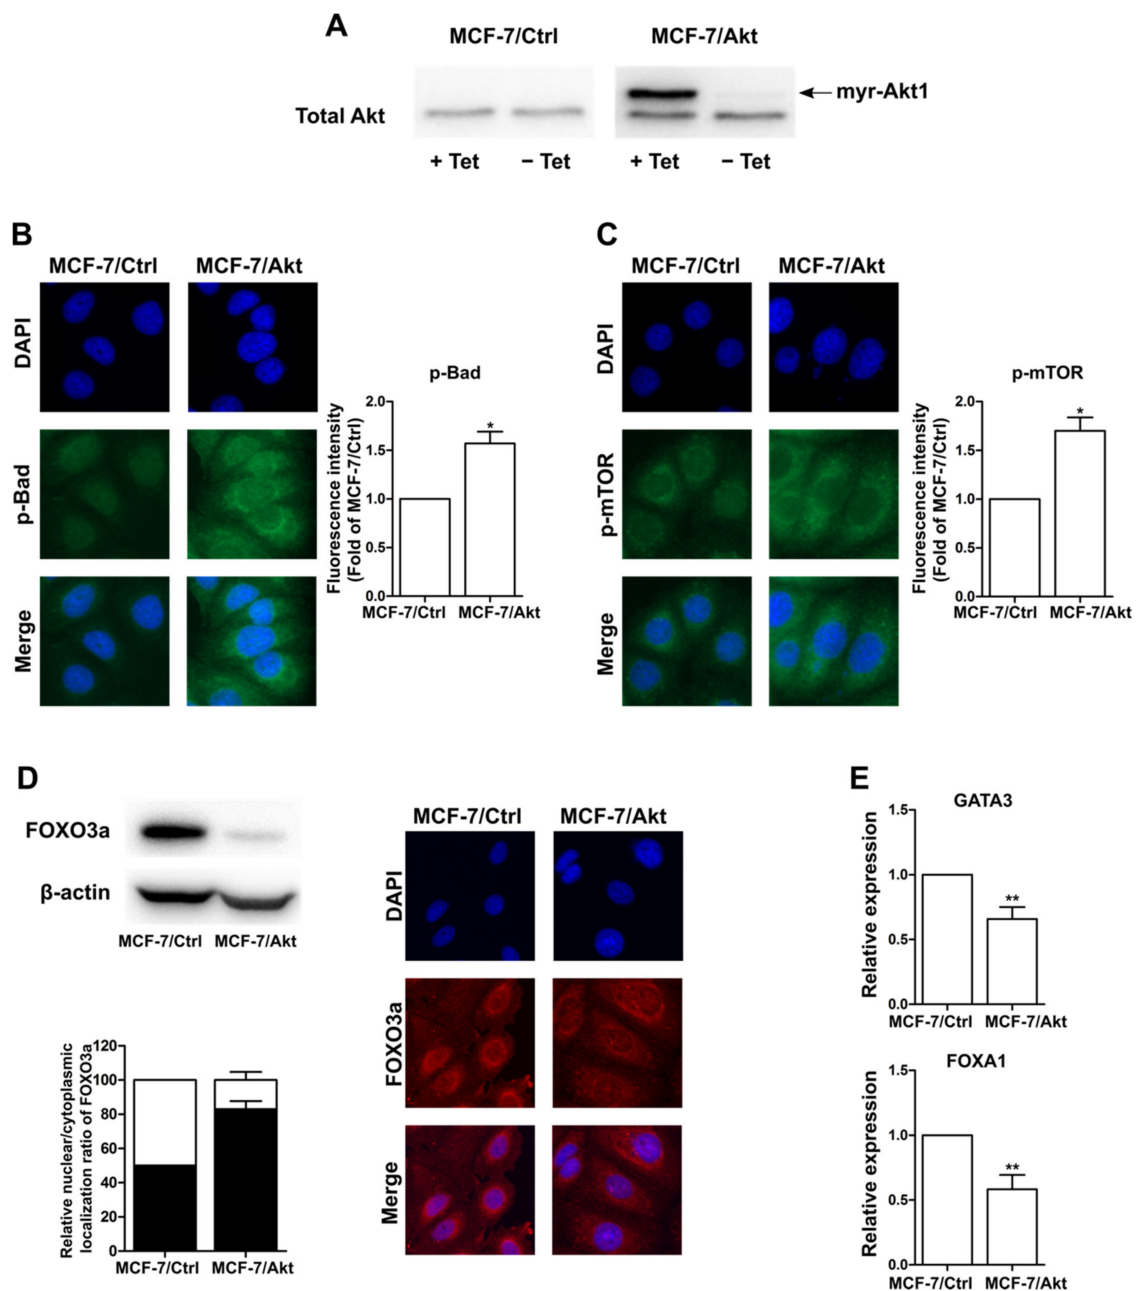 A
MCF-7/Ctrl MCF-7/Akt
Total Akt
myr-Akt1
+ Tet − Tet + Tet − Tet
B
MCF-7/Ctrl MCF-7/Akt
DAPI
p-Bad
Merge
p-Bad
Fluorescence intensity
(Fold of MCF-7/Ctrl)
2.0
1.5
1.0
0.5
0.0
*
MCF-7/Ctrl MCF-7/Akt
C
MCF-7/Ctrl MCF-7/Akt
DAPI
p-mTOR
Merge
p-mTOR
Fluorescence intensity
(Fold of MCF-7/Ctrl)
2.0
1.5
1.0
0.5
0.0
*
MCF-7/Ctrl MCF-7/Akt
D
FOXO3a
β-actin
MCF-7/Ctrl MCF-7/Akt
Relative nuclear/cytoplasmic
localization ratio of FOXO3a
120
100
80
60
40
20
0
MCF-7/Ctrl MCF-7/Akt
MCF-7/Ctrl MCF-7/Akt
DAPI
FOXO3a
Merge
E
GATA3
Relative expression
1.5
1.0
0.5
0.0
**
MCF-7/Ctrl MCF-7/Akt
FOXA1
Relative expression
1.5
1.0
0.5
0.0
**
MCF-7/Ctrl MCF-7/Akt